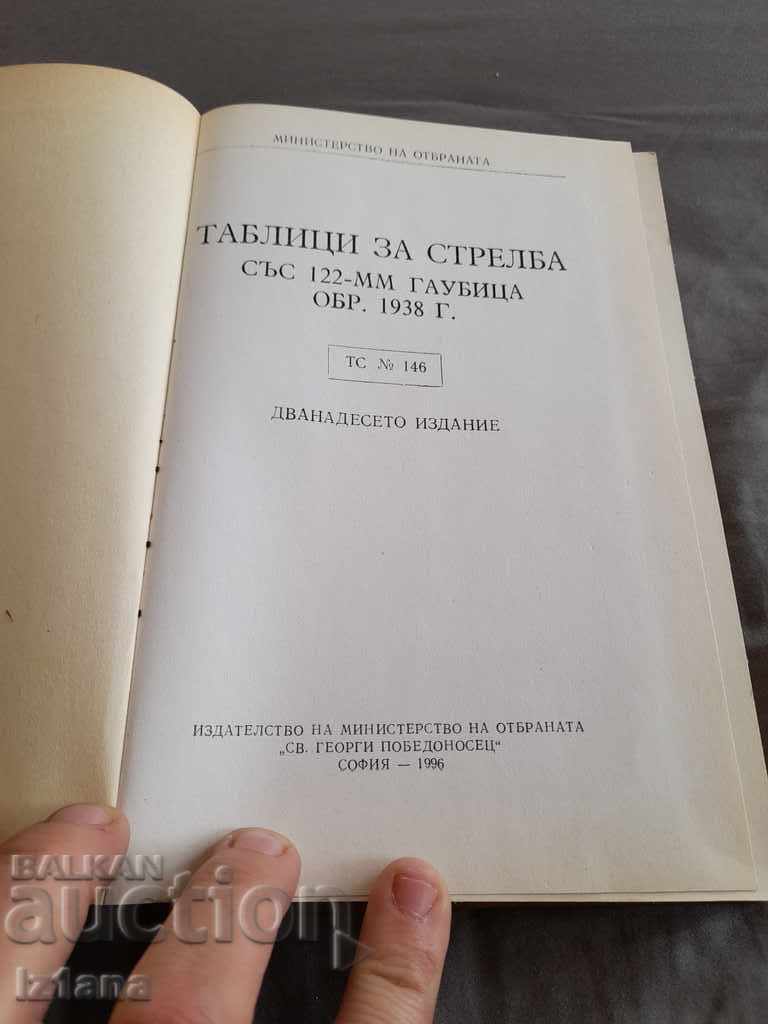 МИНИСТЕРСТВО НА ОТБРАНАТА
ТАБЛИЦИ ЗА СТРЕЛБА
СЪС 122-ММ ГАУБИЦА
ОБР. 1938 Г.
ТС № 146
ДВАНАДЕСЕТО ИЗДАНИЕ
ИЗДАТЕЛСТВО НА МИНИСТЕРСТВО НА ОТБРАНАТА
„СВ. ГЕОРГИ ПОБЕДОНОСЕЦ“
СОФИЯ — 1996
BALKAN
auction
iz1ana